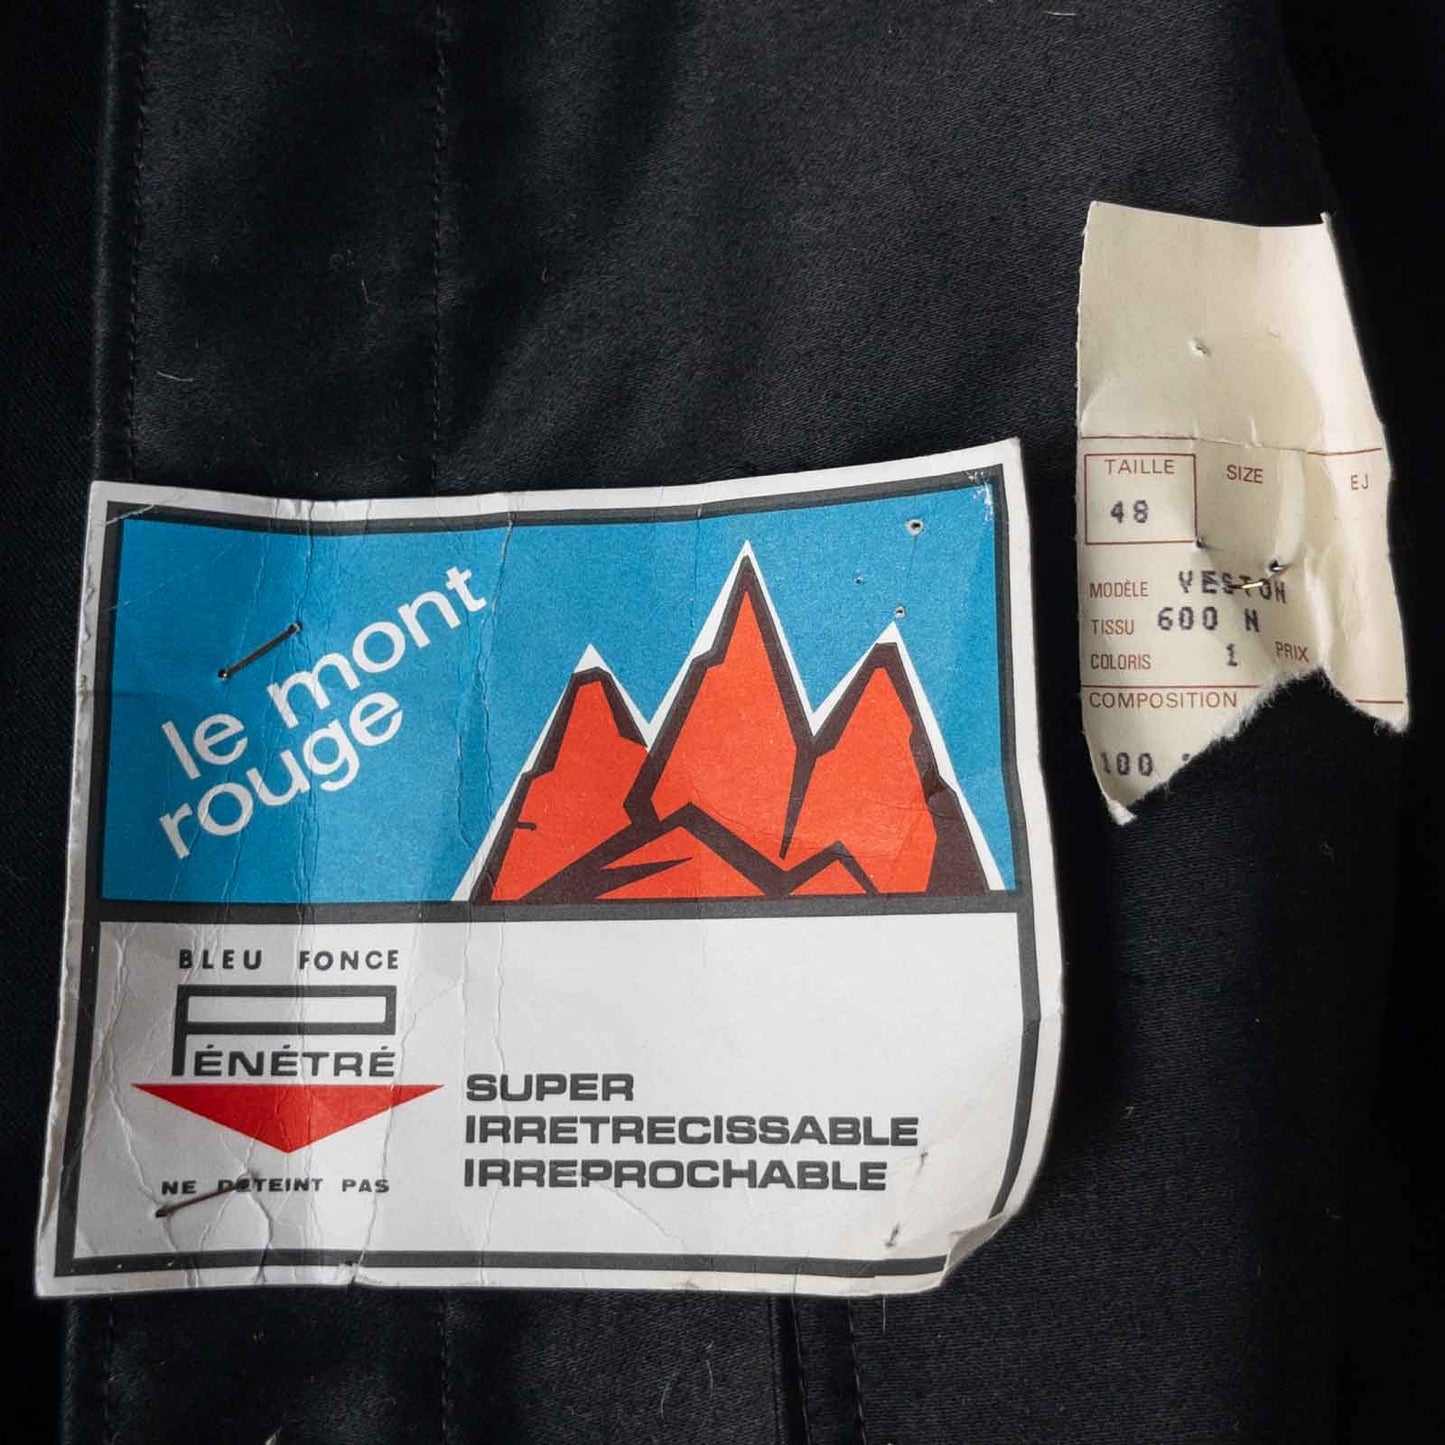 le mont
rouge
BLEU FONCE
PÉNÉTRÉ
NE DETEINT PAS
SUPER
IRRETRECISSABLE
IRREPROCHABLE
TAILLE SIZE EJ
48
MODÈLE VESTON
TISSU 600 N
COLORIS 1 PRIX
COMPOSITION
100